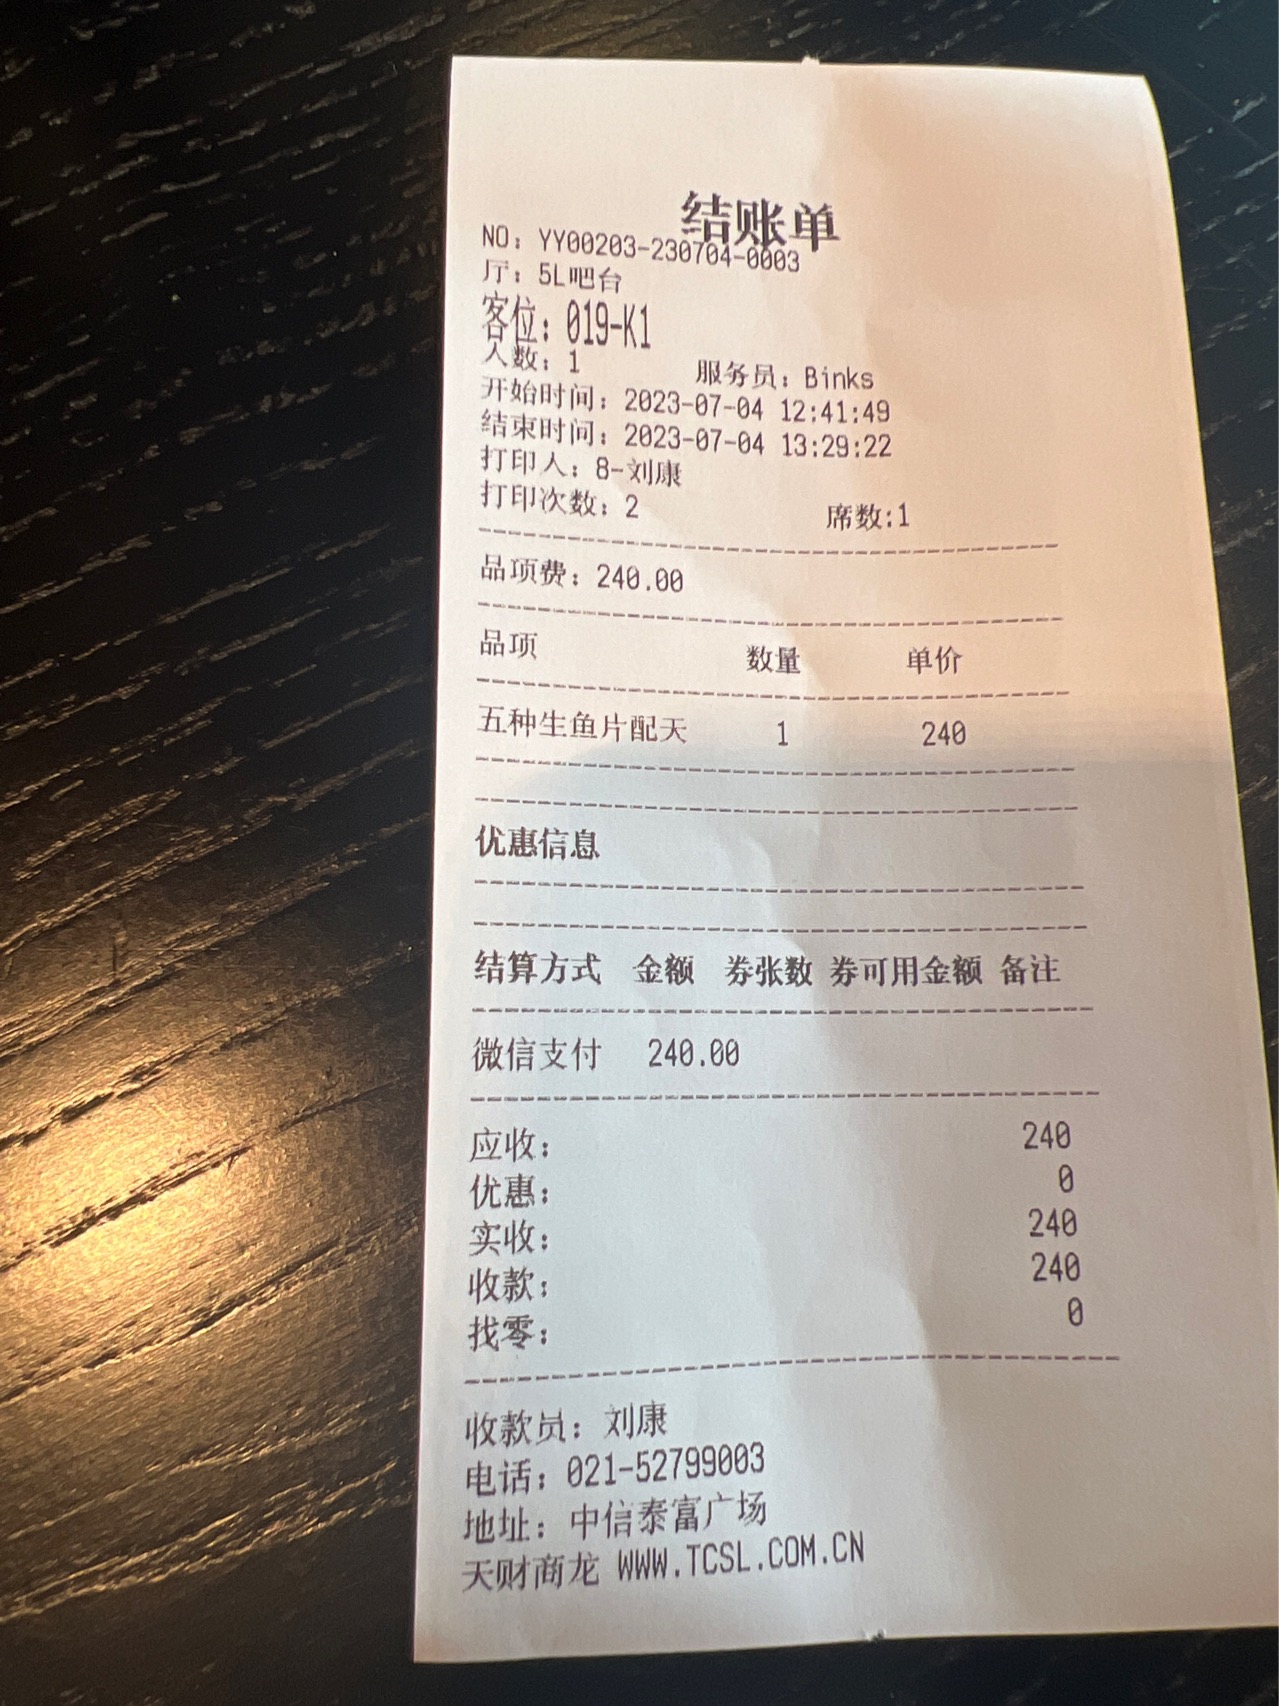 结账单
NO: YY00203-230704-0003
厅: 5L吧台
客位: 019-K1
人数: 1 服务员: Binks
开始时间: 2023-07-04 12:41:49
结束时间: 2023-07-04 13:29:22
打印人: 8-刘康
打印次数: 2 席数:1
品项费: 240.00
品项 数量 单价
五种生鱼片配天 1 240
优惠信息
结算方式 金额 券张数 券可用金额 备注
微信支付 240.00
应收: 240
优惠: 0
实收: 240
收款: 240
找零: 0
收款员: 刘康
电话: 021-52799003
地址: 中信泰富广场
天财商龙 WWW.TCSL.COM.CN